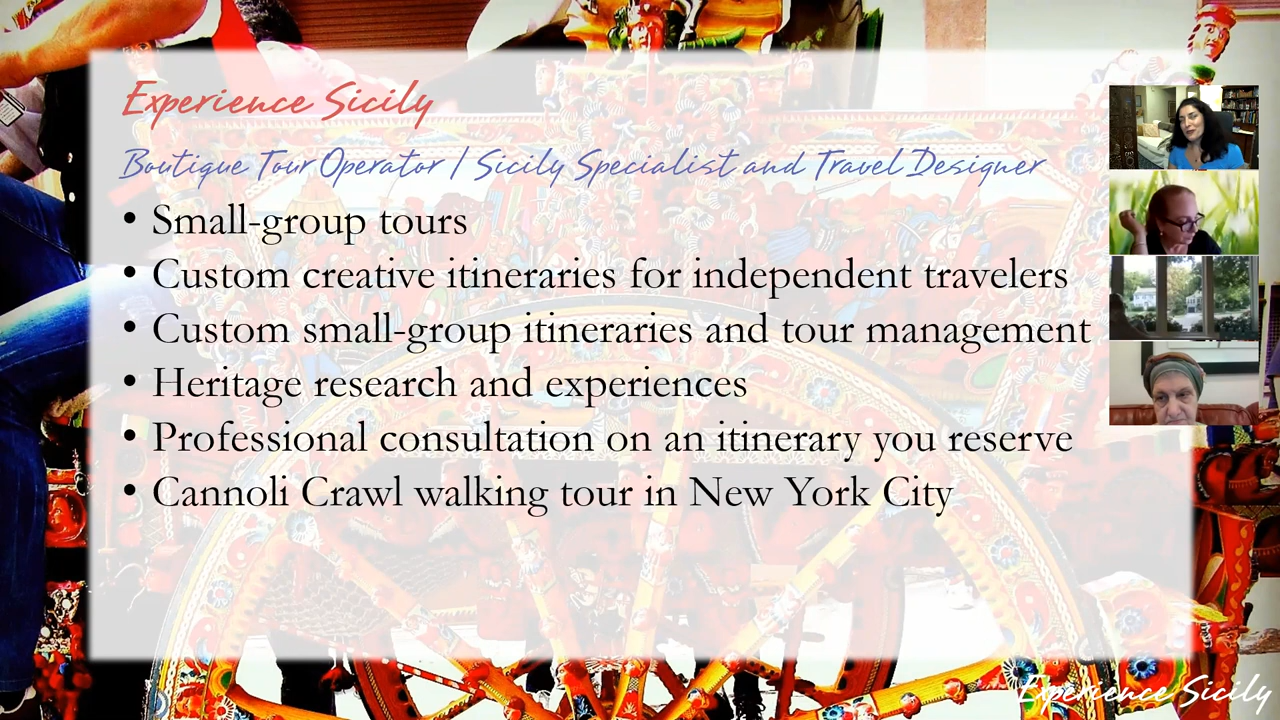 Experience Sicily
Boutique Tour Operator | Sicily Specialist and Travel Designer
• Small-group tours
• Custom creative itineraries for independent travelers
• Custom small-group itineraries and tour management
• Heritage research and experiences
• Professional consultation on an itinerary you reserve
• Cannoli Crawl walking tour in New York City
Experience Sicily